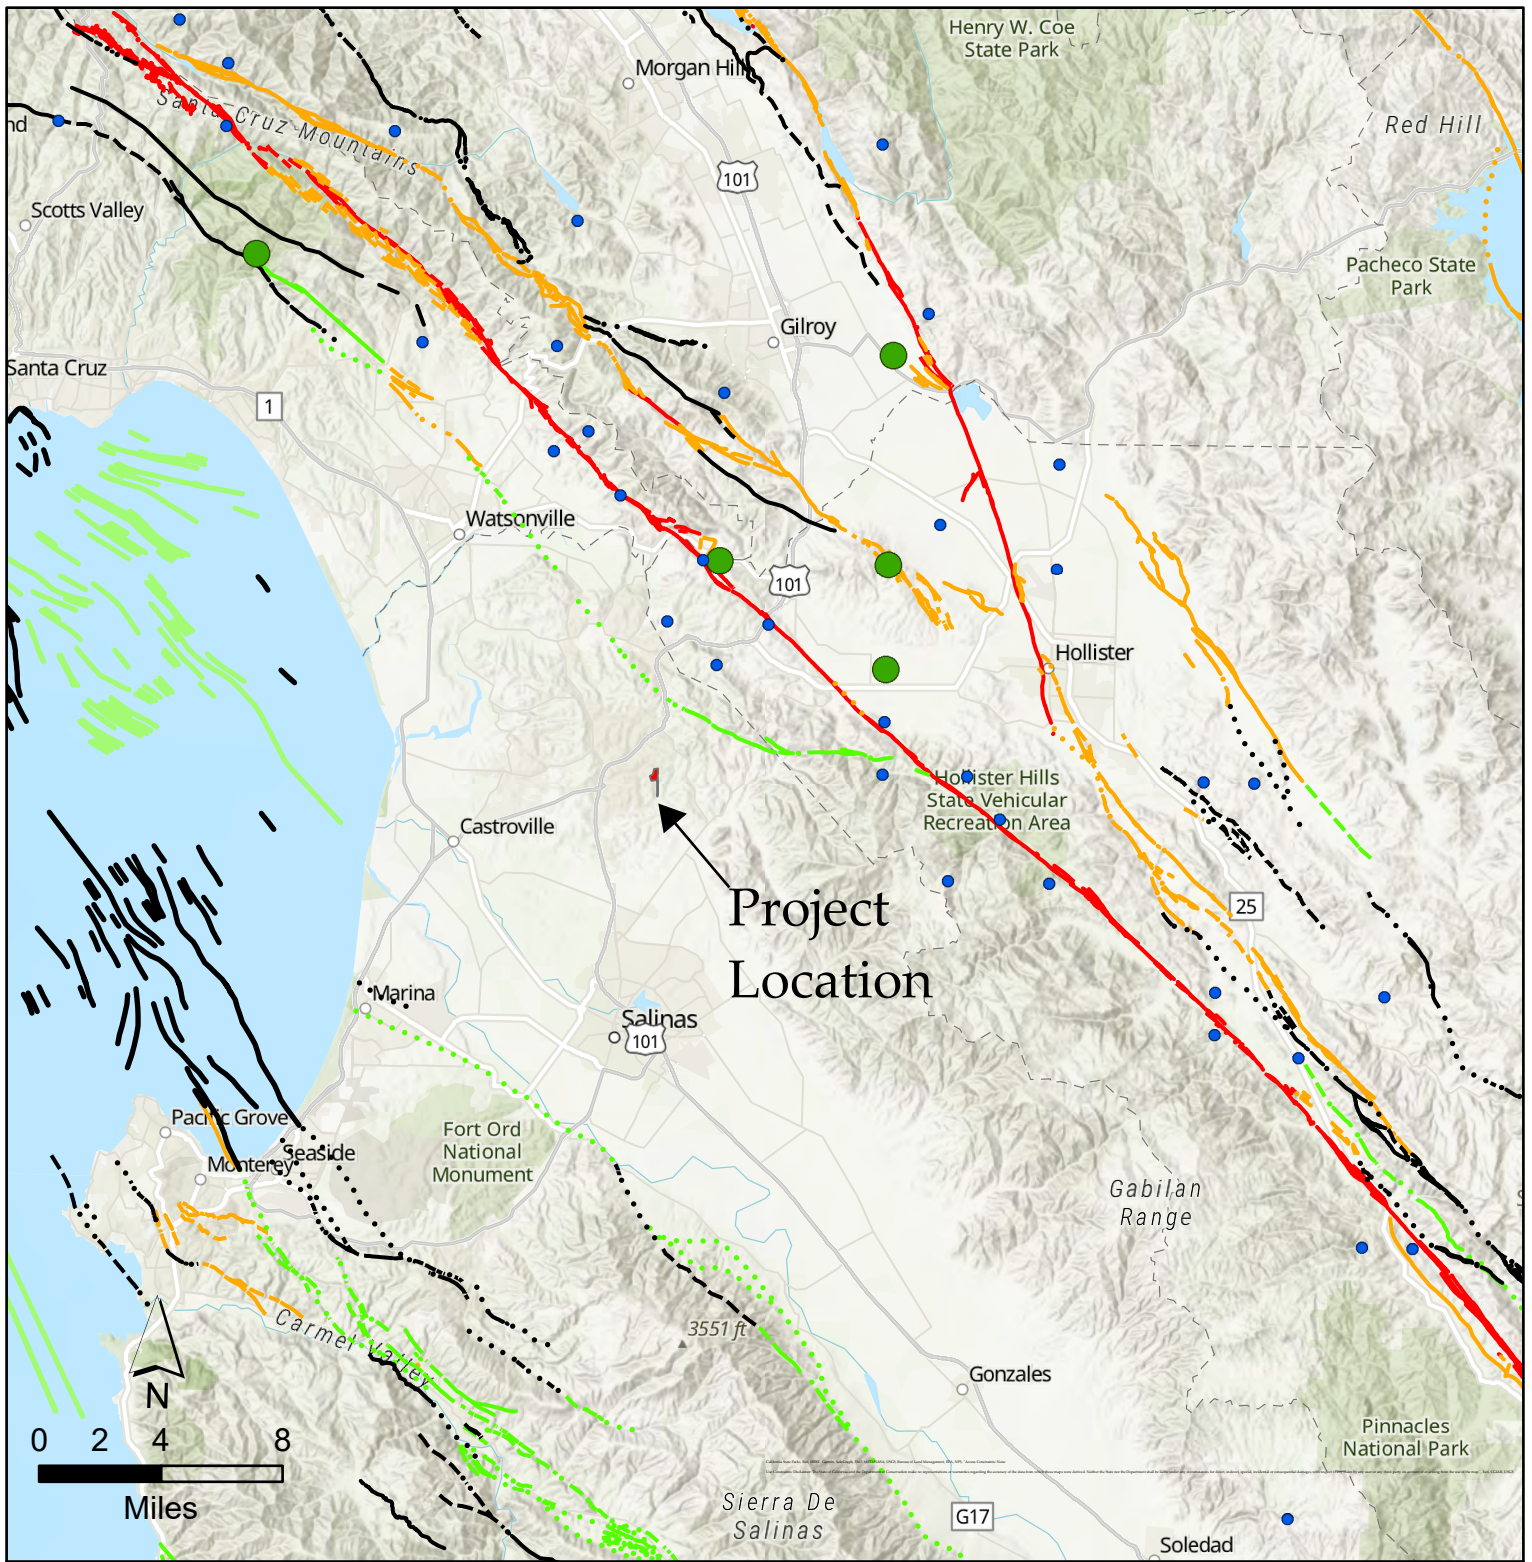 Henry W. Coe
State Park
Morgan Hill
Red Hill
nd
Santa Cruz Mountains
101
Scotts Valley
Pacheco State
Park
Gilroy
Santa Cruz
1
Watsonville
101
Hollister
Hollister Hills
State Vehicular
Recreation Area
Castroville
Project
Location
25
Marina
Salinas
101
Pacific Grove
Seaside
Monterey
Fort Ord
National
Monument
Gabilan
Range
Carmel Valley
3551 ft
N
Gonzales
0 2 4 8
Miles
Pinnacles
National Park
Sierra De
Salinas
G17
Soledad